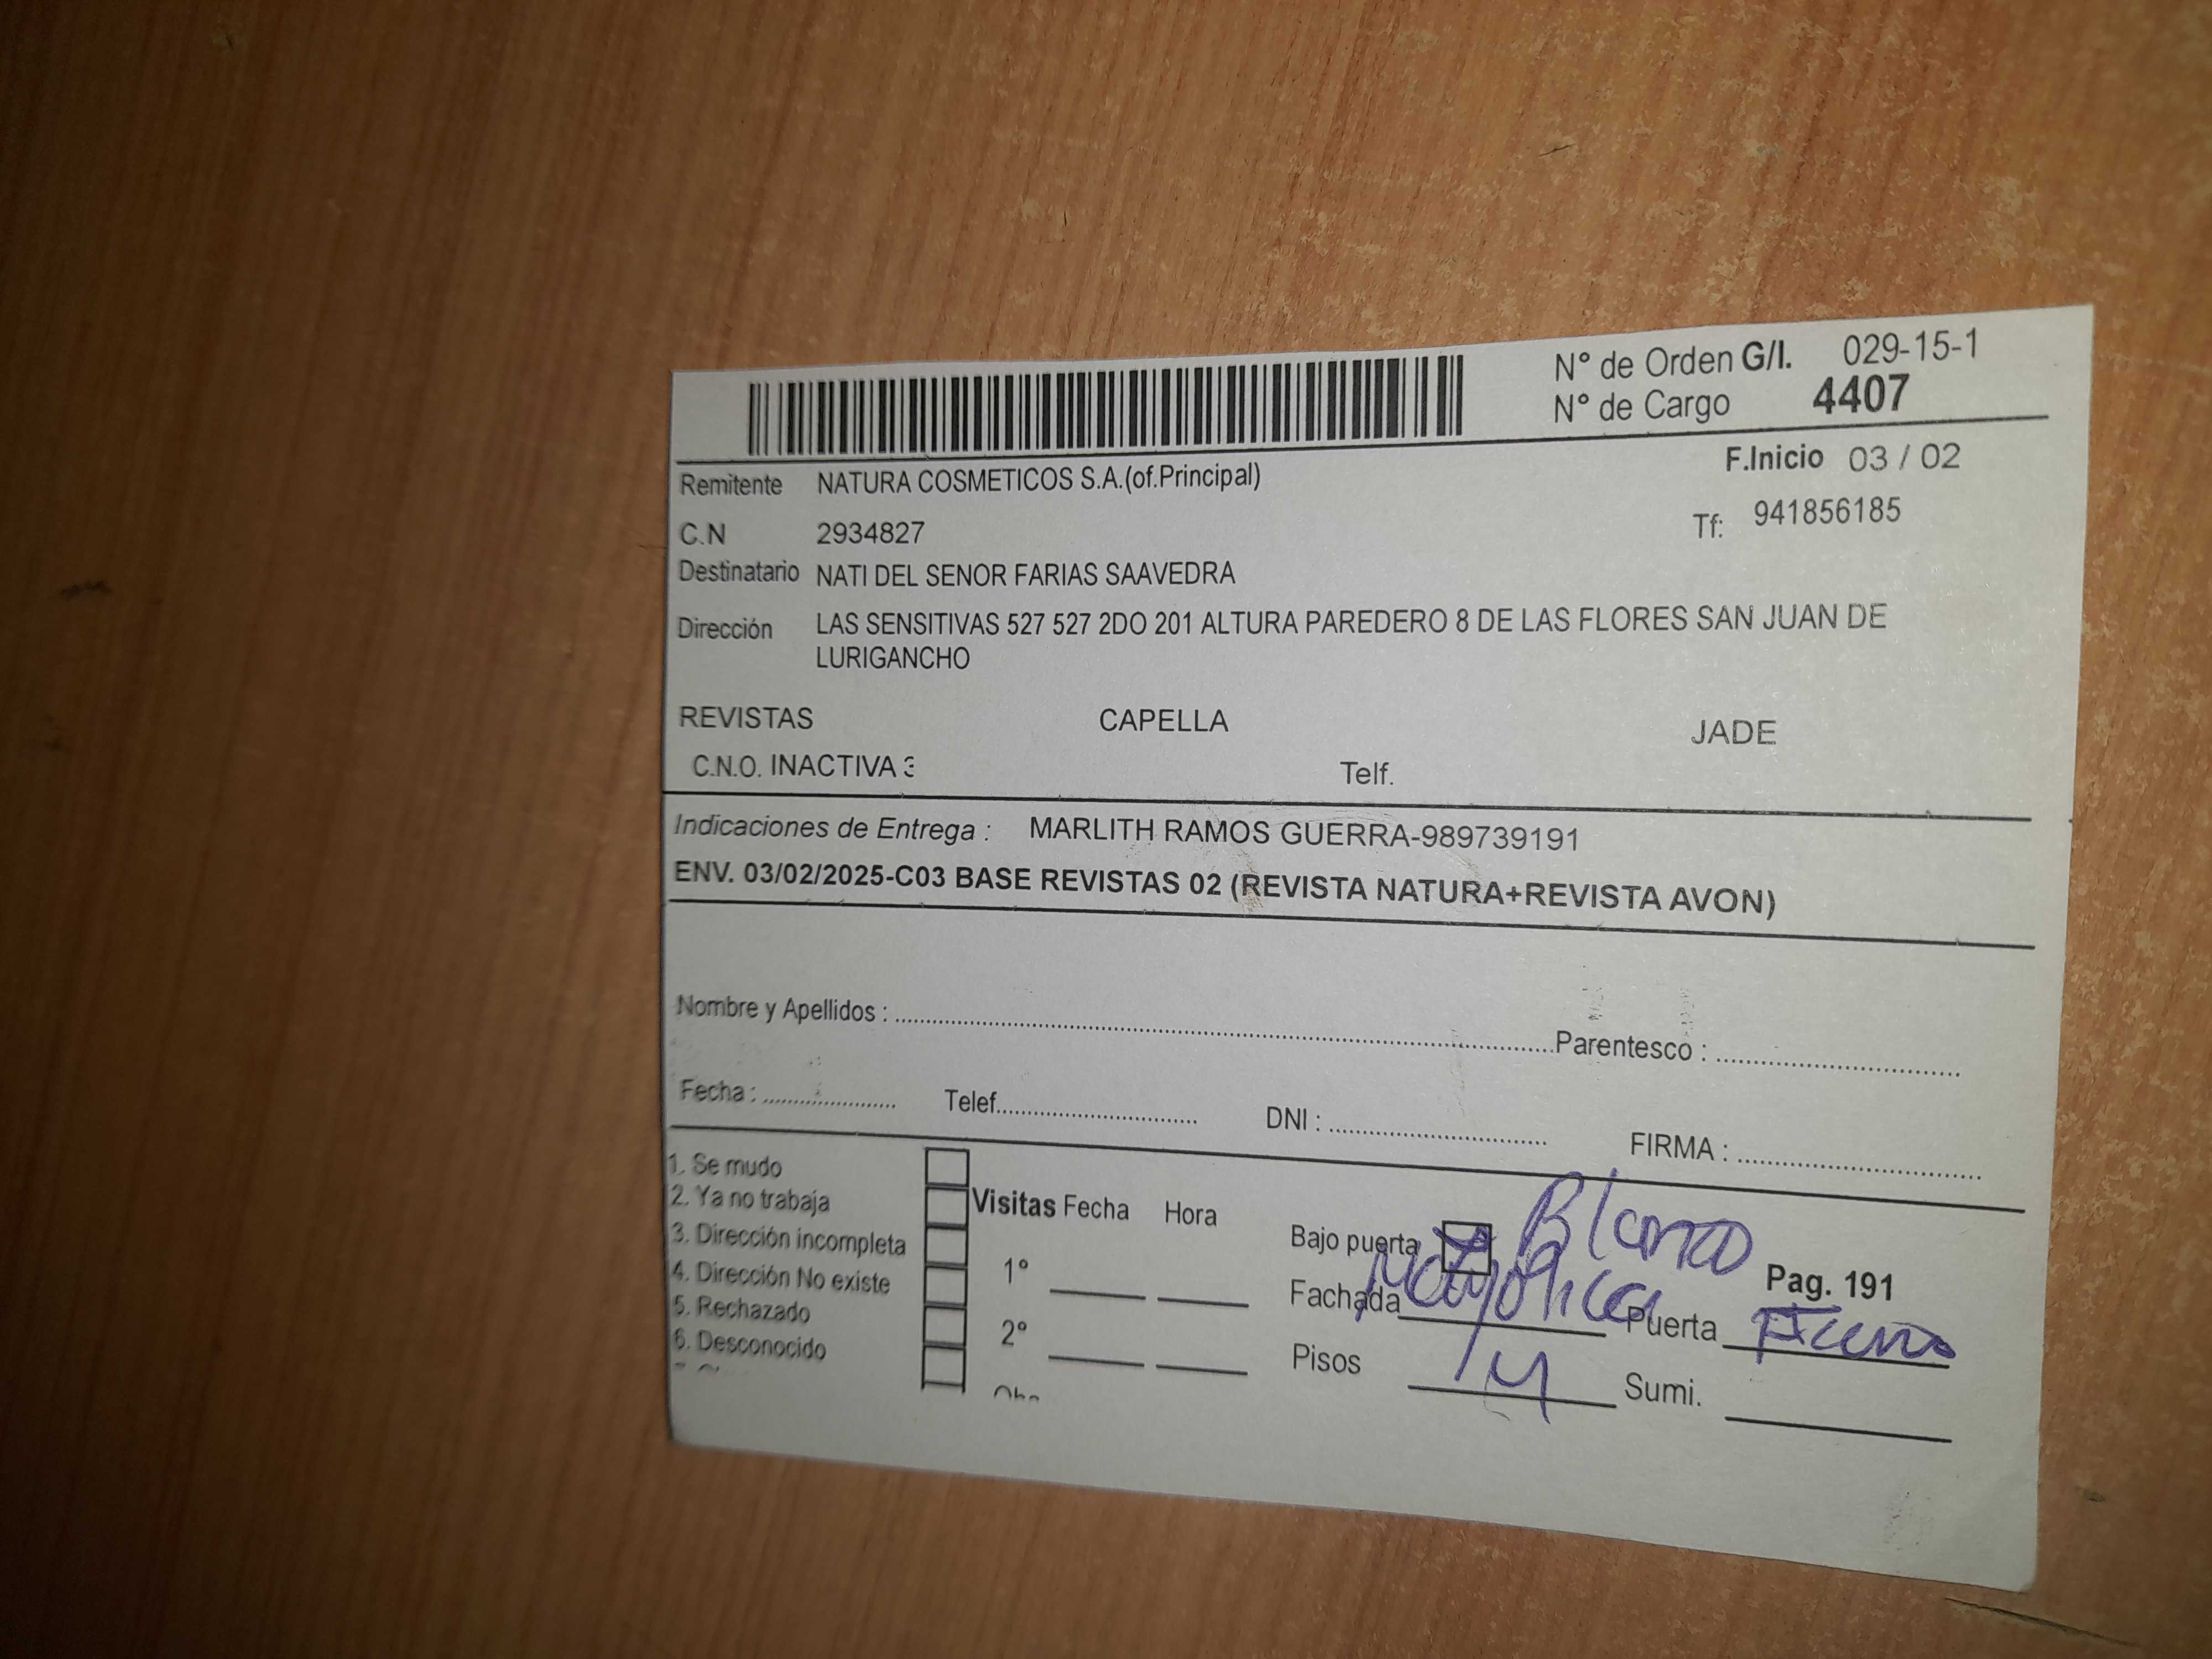 N° de Orden G/I. 029-15-1
N° de Cargo 4407
F.Inicio 03 / 02
Remitente NATURA COSMETICOS S.A.(of.Principal)
Tf: 941856185
C.N 2934827
Destinatario NATI DEL SENOR FARIAS SAAVEDRA
Dirección LAS SENSITIVAS 527 527 2DO 201 ALTURA PAREDERO 8 DE LAS FLORES SAN JUAN DE
LURIGANCHO
REVISTAS CAPELLA JADE
C.N.O. INACTIVA 3 Telf.
Indicaciones de Entrega : MARLITH RAMOS GUERRA-989739191
ENV. 03/02/2025-C03 BASE REVISTAS 02 (REVISTA NATURA+REVISTA AVON)
Nombre y Apellidos : Parentesco :
Fecha : Telef. DNI : FIRMA :
1. Se mudo
2. Ya no trabaja
3. Dirección incompleta
4. Dirección No existe
5. Rechazado
6. Desconocido
Visitas Fecha Hora
1°
2°
Bajo puerta Blanco
Pag. 191
Fachada Mayolica Puerta Fierro
Pisos 4 Sumi.